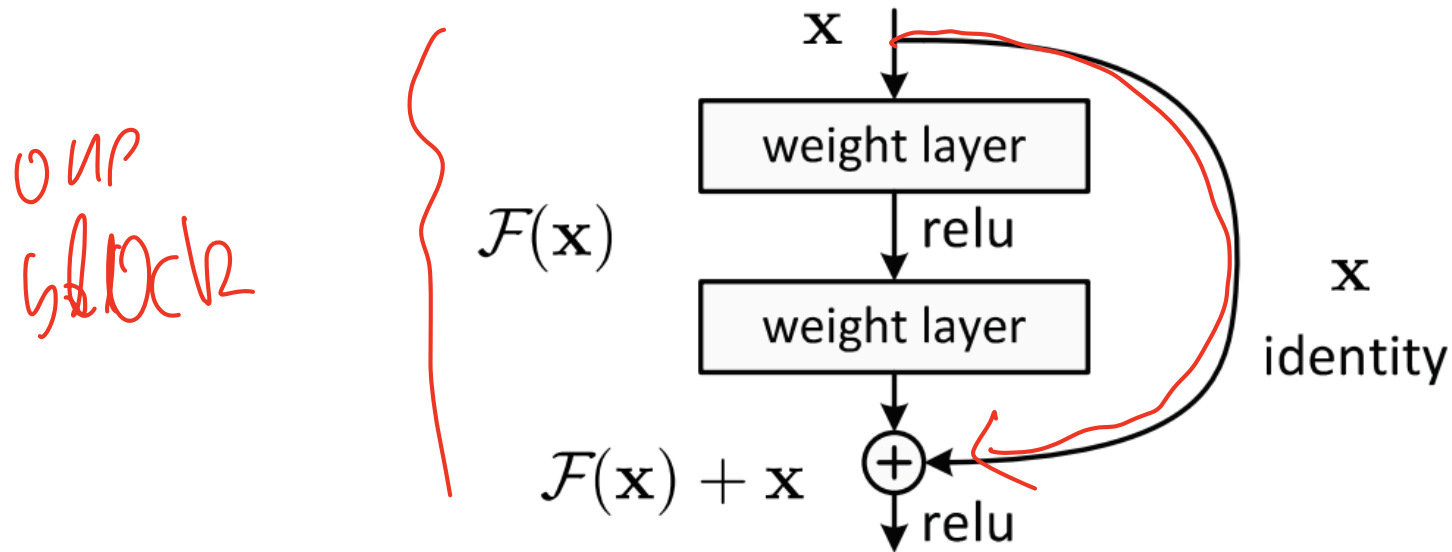 x
weight layer
one
relu
block
F(x)
x
weight layer
identity
F(x) + x
+
relu